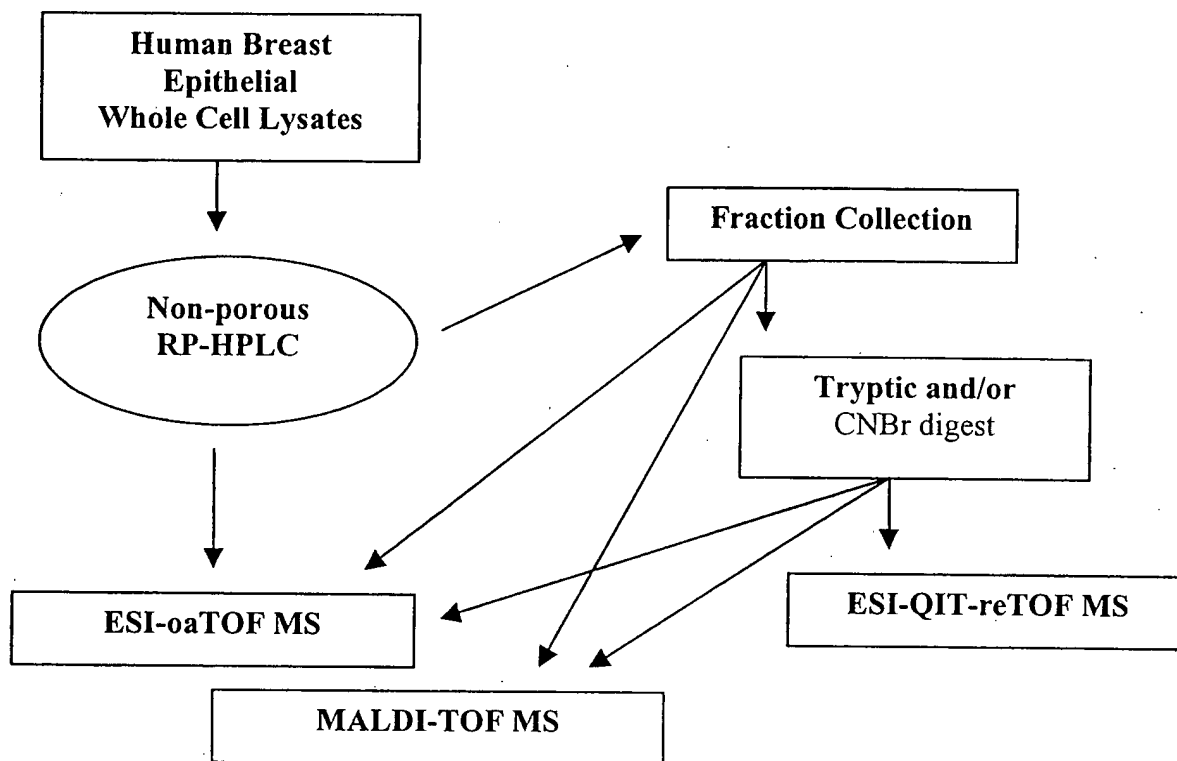 Human Breast
Epithelial
Whole Cell Lysates
Fraction Collection
Non-porous
RP-HPLC
Tryptic and/or
CNBr digest
ESI-oaTOF MS
ESI-QIT-reTOF MS
MALDI-TOF MS